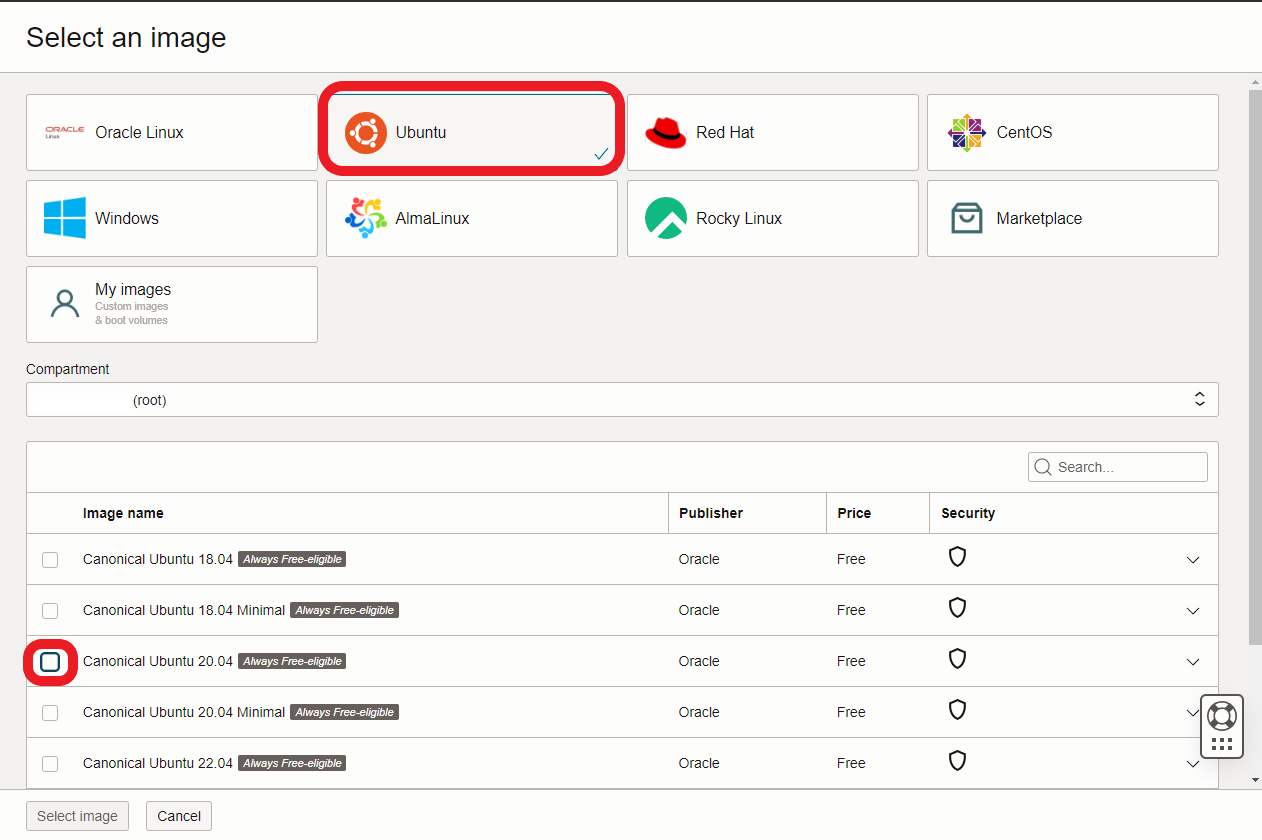 Select an image
ORACLE
Linux
Oracle Linux
Ubuntu
Red Hat
CentOS
Windows
AlmaLinux
Rocky Linux
Marketplace
My images
Custom images
& boot volumes
Compartment
(root)
Search...
Image name Publisher Price Security
Canonical Ubuntu 18.04 Always Free-eligible Oracle Free
Canonical Ubuntu 18.04 Minimal Always Free-eligible Oracle Free
Canonical Ubuntu 20.04 Always Free-eligible Oracle Free
Canonical Ubuntu 20.04 Minimal Always Free-eligible Oracle Free
Canonical Ubuntu 22.04 Always Free-eligible Oracle Free
Select image Cancel